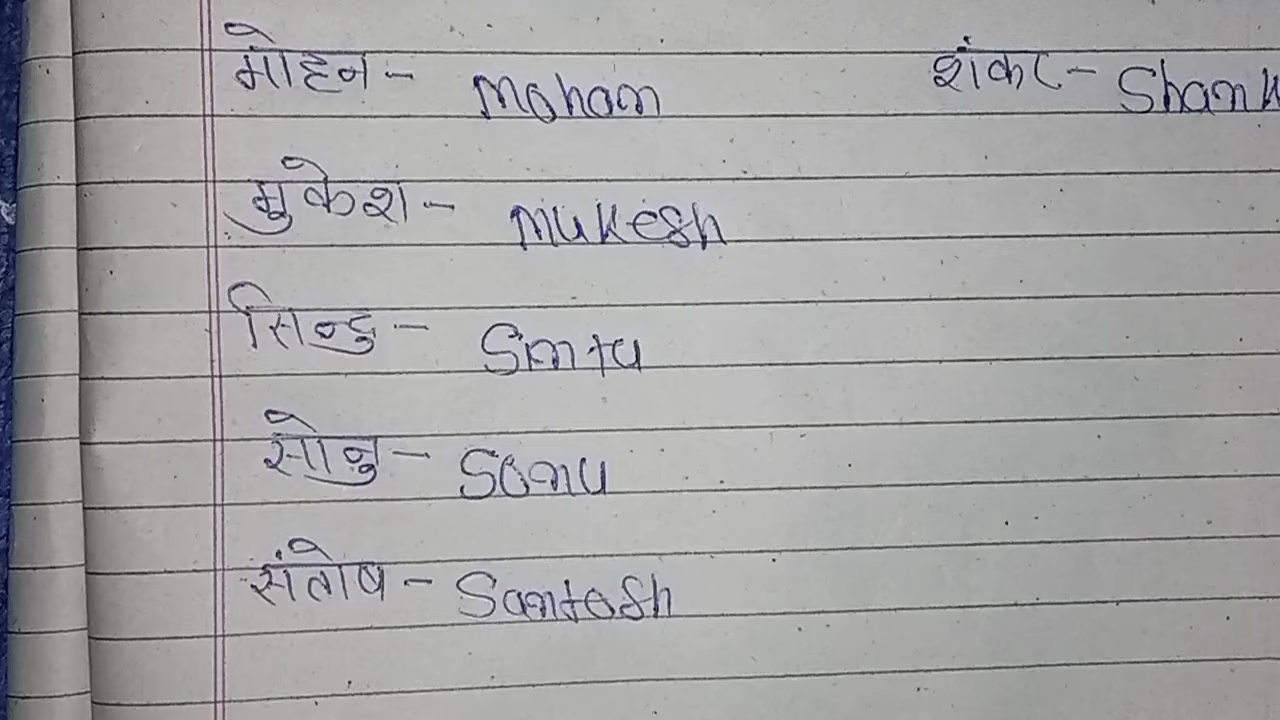 मोहन - Mohan शंकर - Shank
मुकेश - Mukesh
सिन्टु - Sintu
सोनु - Sonu
संतोष - Santosh